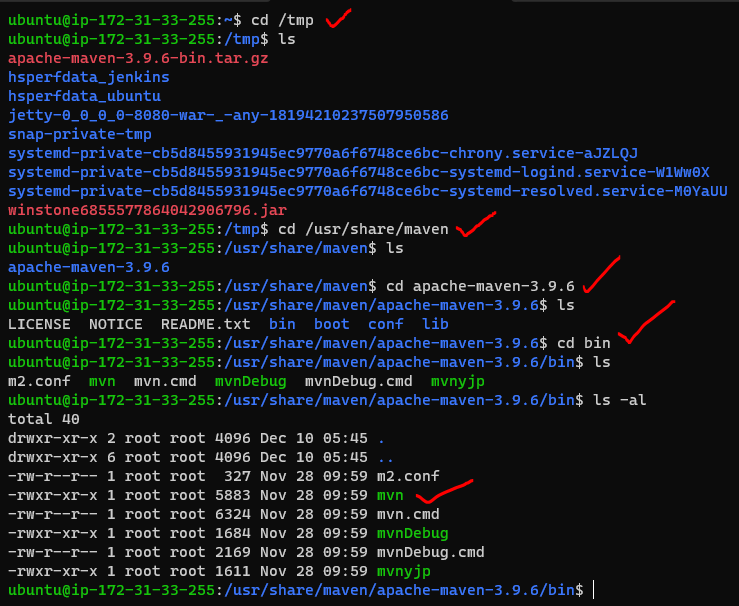 ubuntu@ip-172-31-33-255:~$ cd /tmp
ubuntu@ip-172-31-33-255:/tmp$ ls
apache-maven-3.9.6-bin.tar.gz
hsperfdata_jenkins
hsperfdata_ubuntu
jetty-0_0_0_0-8080-war-_-any-18194210237507950586
snap-private-tmp
systemd-private-cb5d8455931945ec9770a6f6748ce6bc-chrony.service-aJZLQJ
systemd-private-cb5d8455931945ec9770a6f6748ce6bc-systemd-logind.service-W1Ww0X
systemd-private-cb5d8455931945ec9770a6f6748ce6bc-systemd-resolved.service-M0YaUU
winstone6855577864042906796.jar
ubuntu@ip-172-31-33-255:/tmp$ cd /usr/share/maven
ubuntu@ip-172-31-33-255:/usr/share/maven$ ls
apache-maven-3.9.6
ubuntu@ip-172-31-33-255:/usr/share/maven$ cd apache-maven-3.9.6
ubuntu@ip-172-31-33-255:/usr/share/maven/apache-maven-3.9.6$ ls
LICENSE  NOTICE  README.txt  bin  boot  conf  lib
ubuntu@ip-172-31-33-255:/usr/share/maven/apache-maven-3.9.6$ cd bin
ubuntu@ip-172-31-33-255:/usr/share/maven/apache-maven-3.9.6/bin$ ls
m2.conf  mvn  mvn.cmd  mvnDebug  mvnDebug.cmd  mvnyjp
ubuntu@ip-172-31-33-255:/usr/share/maven/apache-maven-3.9.6/bin$ ls -al
total 40
drwxr-xr-x 2 root root 4096 Dec 10 05:45 .
drwxr-xr-x 6 root root 4096 Dec 10 05:45 ..
-rw-r--r-- 1 root root  327 Nov 28 09:59 m2.conf
-rwxr-xr-x 1 root root 5883 Nov 28 09:59 mvn
-rw-r--r-- 1 root root 6324 Nov 28 09:59 mvn.cmd
-rwxr-xr-x 1 root root 1684 Nov 28 09:59 mvnDebug
-rw-r--r-- 1 root root 2169 Nov 28 09:59 mvnDebug.cmd
-rwxr-xr-x 1 root root 1611 Nov 28 09:59 mvnyjp
ubuntu@ip-172-31-33-255:/usr/share/maven/apache-maven-3.9.6/bin$